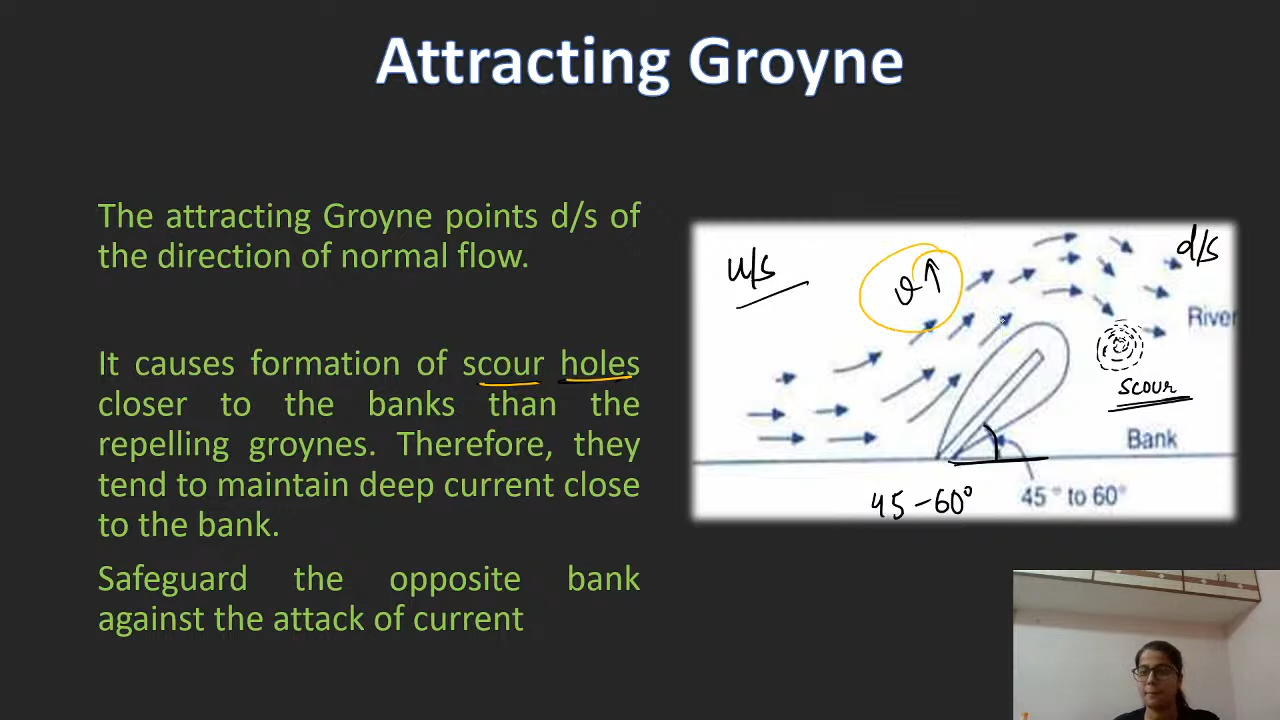 Attracting Groyne
The attracting Groyne points d/s of
the direction of normal flow.
It causes formation of scour holes
closer to the banks than the
repelling groynes. Therefore, they
tend to maintain deep current close
to the bank.
Safeguard the opposite bank
against the attack of current
u/s
d/s
River
scour
Bank
45-60°
45° to 60°